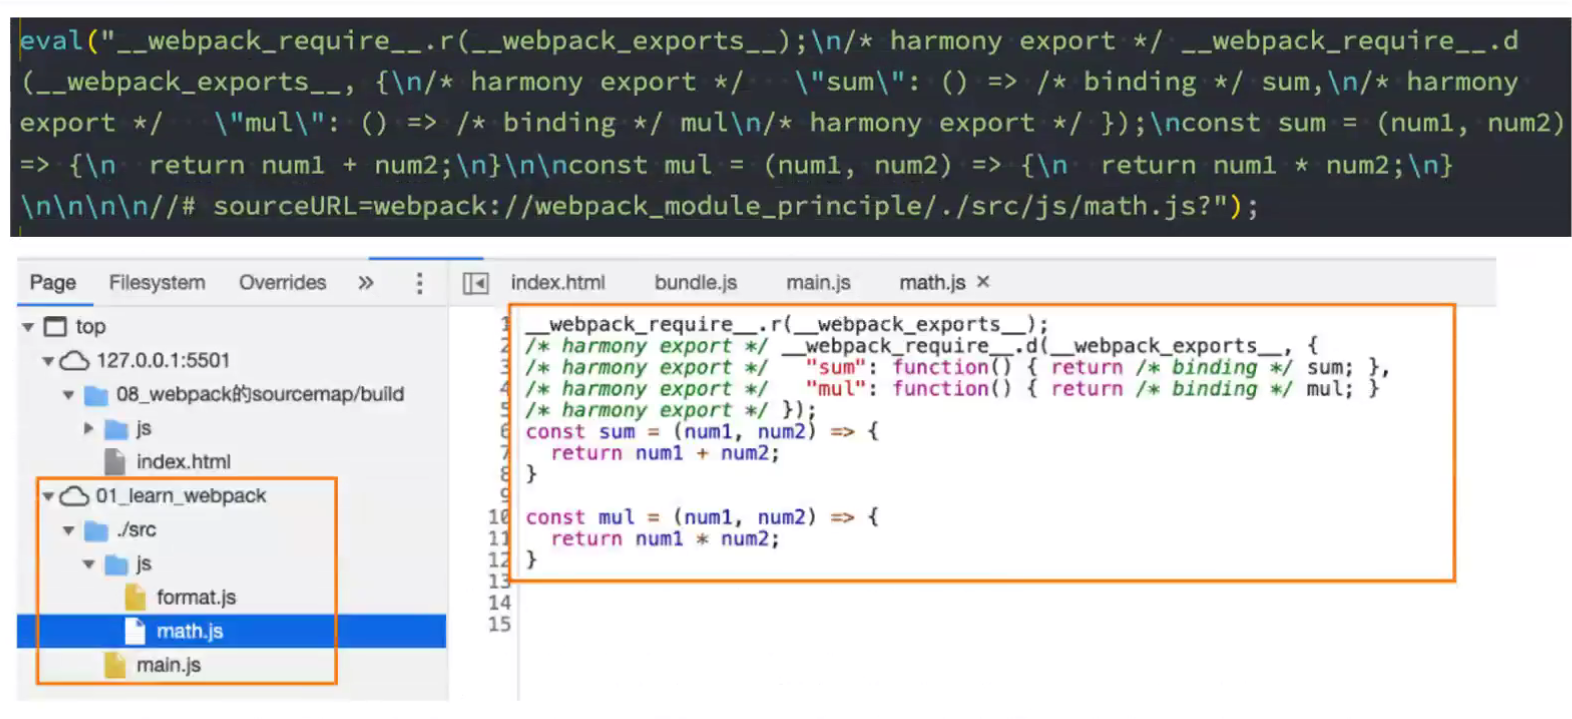 eval("__webpack_require__.r(__webpack_exports__);\n/* harmony export */ __webpack_require__.d
(__webpack_exports__, {\n/* harmony export */   \"sum\": () => /* binding */ sum,\n/* harmony
export */   \"mul\": () => /* binding */ mul\n/* harmony export */ });\nconst sum = (num1, num2)
=> {\n  return num1 + num2;\n}\n\nconst mul = (num1, num2) => {\n  return num1 * num2;\n}
\n\n\n\n//# sourceURL=webpack://webpack_module_principle/./src/js/math.js?");
Page Filesystem Overrides »
index.html bundle.js main.js math.js ×
top
127.0.0.1:5501
08_webpack的sourcemap/build
js
index.html
01_learn_webpack
./src
js
format.js
math.js
main.js
1 __webpack_require__.r(__webpack_exports__);
2 /* harmony export */ __webpack_require__.d(__webpack_exports__, {
3 /* harmony export */   "sum": function() { return /* binding */ sum; },
4 /* harmony export */   "mul": function() { return /* binding */ mul; }
5 /* harmony export */ });
6 const sum = (num1, num2) => {
7   return num1 + num2;
8 }
9
10 const mul = (num1, num2) => {
11   return num1 * num2;
12 }
13
14
15